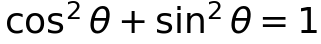 cos² θ + sin² θ = 1